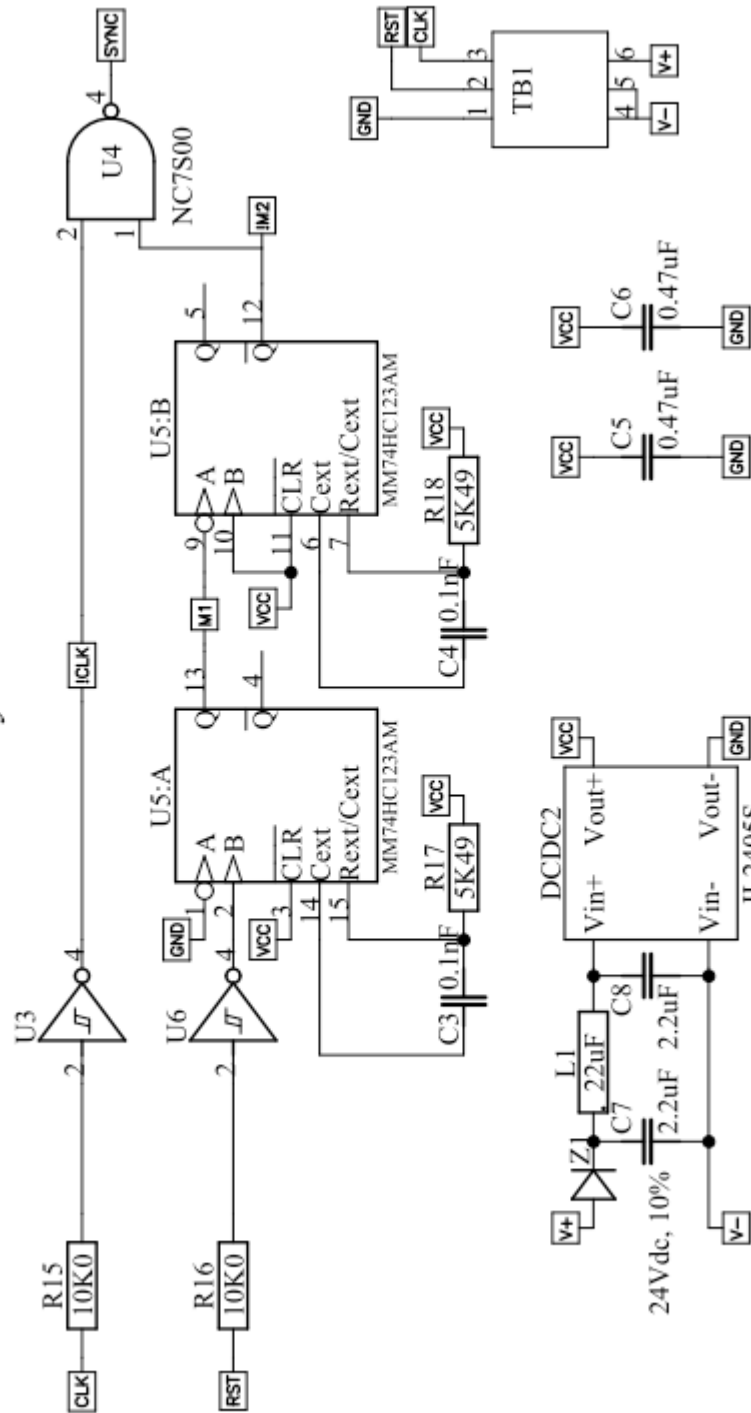 CLK
R15
10K0
2
U3
4
!CLK
2
1
U4
NC7S00
4
SYNC
RST
R16
10K0
2
U6
4
GND
1
2
VCC
3
14
15
U5:A
A
B
CLR
Cext
Rext/Cext
Q
Q
MM74HC123AM
13
4
C3
0.1nF
R17
5K49
VCC
M1
9
10
VCC
11
6
7
U5:B
A
B
CLR
Cext
Rext/Cext
Q
Q
MM74HC123AM
5
12
!M2
C4
0.1nF
R18
5K49
VCC
V+
Z1
24Vdc, 10%
V-
C7
2.2uF
L1
22uF
C8
2.2uF
DCDC2
Vin+
Vout+
Vin-
Vout-
VCC
GND
VCC
C5
0.47uF
GND
VCC
C6
0.47uF
GND
GND
RST
CLK
1
2
3
TB1
4
5
6
V-
V+